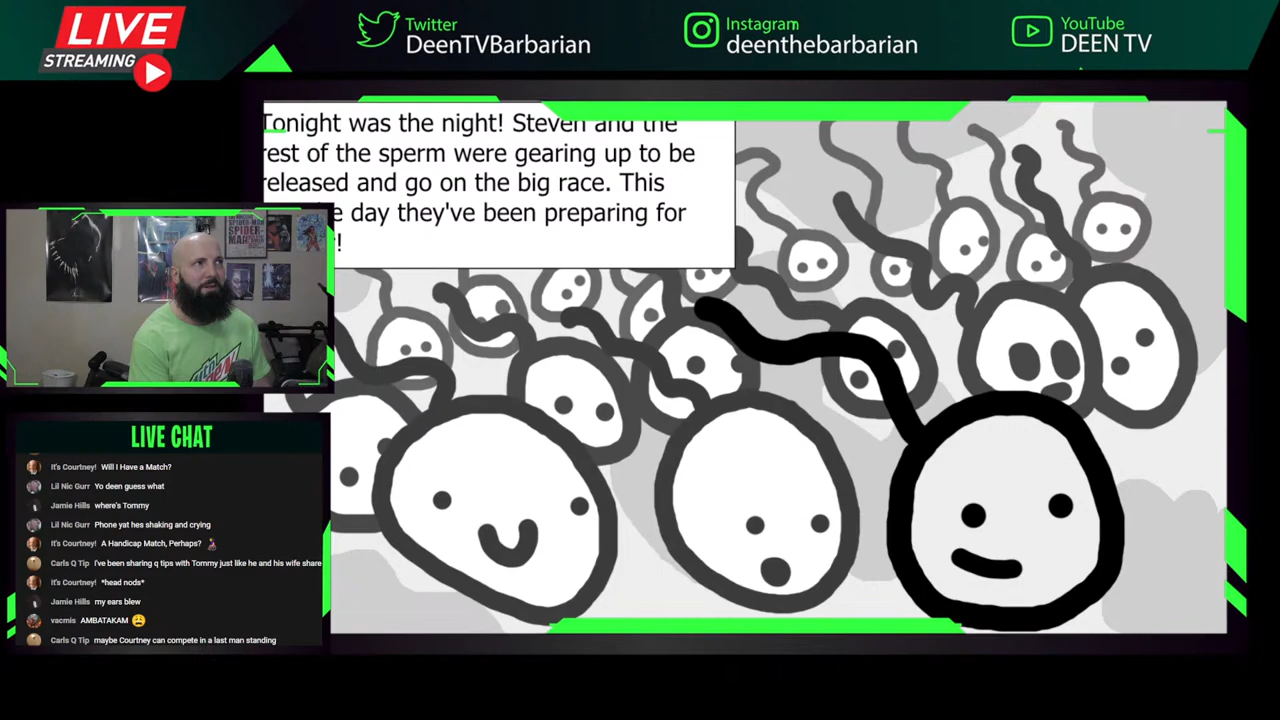 LIVE
STREAMING
Twitter
DeenTVBarbarian
Instagram
deenthebarbarian
YouTube
DEEN TV
Tonight was the night! Steven and the
rest of the sperm were gearing up to be
released and go on the big race. This
day they've been preparing for
LIVE CHAT
It's Courtney! Will I Have a Match?
Lil Nic Gurr Yo deen guess what
Jamie Hills where's Tommy
Lil Nic Gurr Phone yat hes shaking and crying
It's Courtney! A Handicap Match, Perhaps?
Carls Q Tip I've been sharing q tips with Tommy just like he and his wife share
It's Courtney! *head nods*
Jamie Hills my ears blew
vacmis AMBATAKAM 😩
Carls Q Tip maybe Courtney can compete in a last man standing